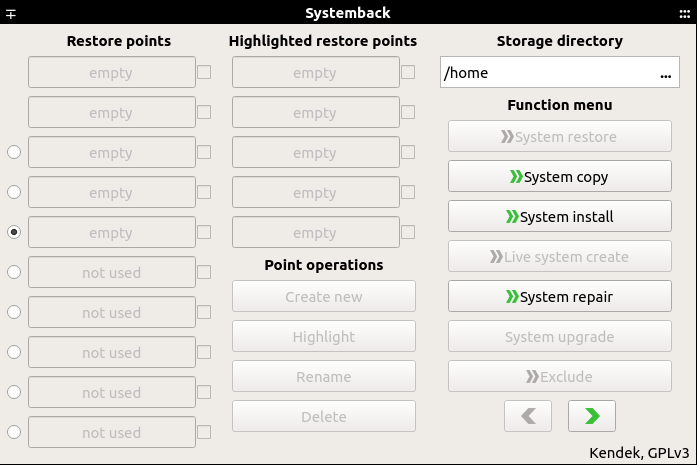 Systemback
Restore points
empty
empty
empty
empty
empty
not used
not used
not used
not used
not used
Highlighted restore points
empty
empty
empty
empty
empty
Point operations
Create new
Highlight
Rename
Delete
Storage directory
/home ...
Function menu
System restore
System copy
System install
Live system create
System repair
System upgrade
Exclude
Kendek, GPLv3